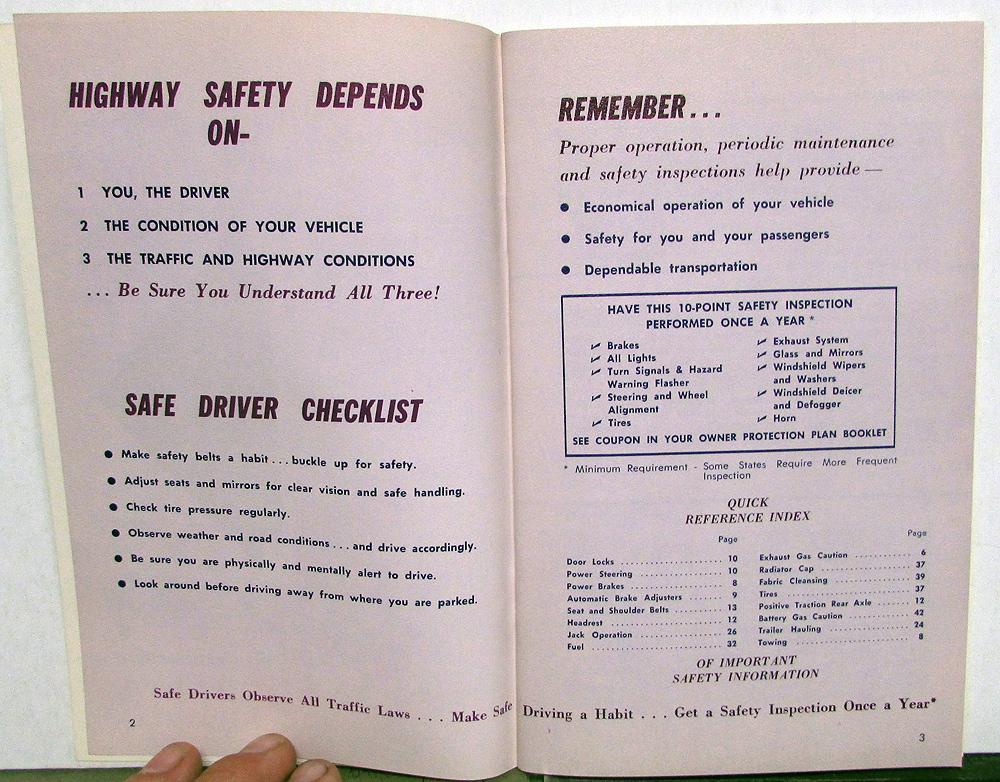 HIGHWAY SAFETY DEPENDS
ON-
1 YOU, THE DRIVER
2 THE CONDITION OF YOUR VEHICLE
3 THE TRAFFIC AND HIGHWAY CONDITIONS
... Be Sure You Understand All Three!
SAFE DRIVER CHECKLIST
● Make safety belts a habit...buckle up for safety.
● Adjust seats and mirrors for clear vision and safe handling.
● Check tire pressure regularly.
● Observe weather and road conditions...and drive accordingly.
● Be sure you are physically and mentally alert to drive.
● Look around before driving away from where you are parked.
Safe Drivers Observe All Traffic Laws . . . Make Safe
2
REMEMBER...
Proper operation, periodic maintenance
and safety inspections help provide —
● Economical operation of your vehicle
● Safety for you and your passengers
● Dependable transportation
HAVE THIS 10-POINT SAFETY INSPECTION
PERFORMED ONCE A YEAR *
✓ Brakes
✓ All Lights
✓ Turn Signals & Hazard
Warning Flasher
✓ Steering and Wheel
Alignment
✓ Tires
✓ Exhaust System
✓ Glass and Mirrors
✓ Windshield Wipers
and Washers
✓ Windshield Deicer
and Defogger
✓ Horn
SEE COUPON IN YOUR OWNER PROTECTION PLAN BOOKLET
* Minimum Requirement - Some States Require More Frequent
Inspection
QUICK
REFERENCE INDEX
Page
Door Locks .......... 10
Power Steering .......... 10
Power Brakes .......... 8
Automatic Brake Adjusters .......... 9
Seat and Shoulder Belts .......... 13
Headrest .......... 12
Jack Operation .......... 26
Fuel .......... 32
Page
Exhaust Gas Caution .......... 6
Radiator Cap .......... 37
Fabric Cleansing .......... 39
Tires .......... 37
Positive Traction Rear Axle .......... 12
Battery Gas Caution .......... 42
Trailer Hauling .......... 24
Towing .......... 8
OF IMPORTANT
SAFETY INFORMATION
Driving a Habit . . . Get a Safety Inspection Once a Year*
3